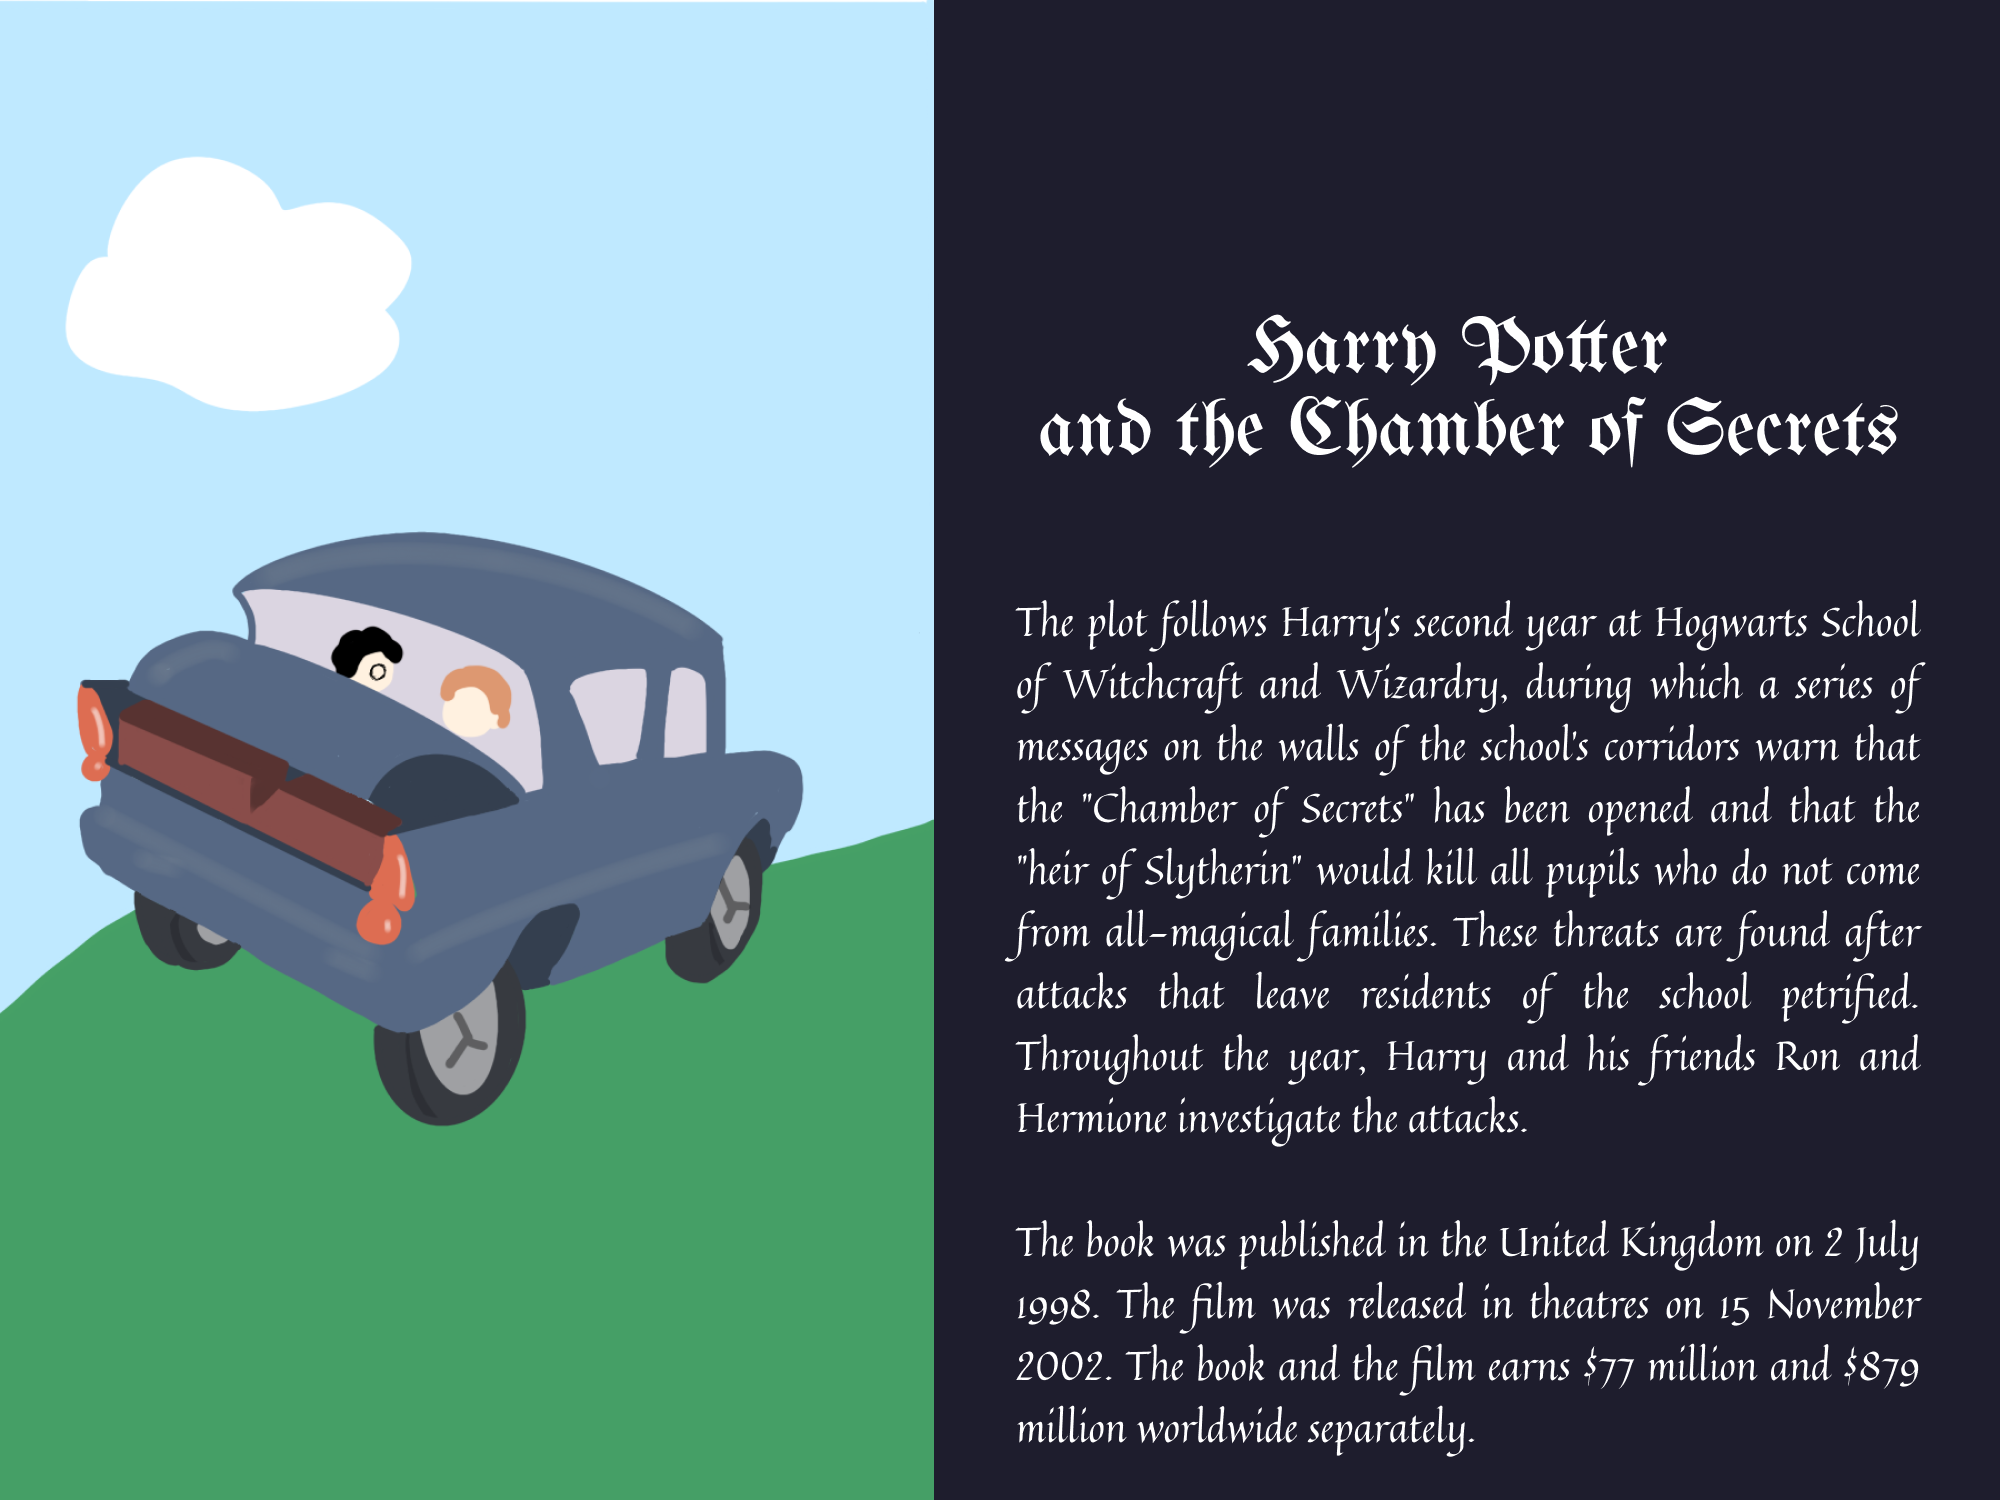 Harry Potter
and the Chamber of Secrets
The plot follows Harry's second year at Hogwarts School
of Witchcraft and Wizardry, during which a series of
messages on the walls of the school's corridors warn that
the "Chamber of Secrets" has been opened and that the
"heir of Slytherin" would kill all pupils who do not come
from all-magical families. These threats are found after
attacks that leave residents of the school petrified.
Throughout the year, Harry and his friends Ron and
Hermione investigate the attacks.
The book was published in the United Kingdom on 2 July
1998. The film was released in theatres on 15 November
2002. The book and the film earns $77 million and $879
million worldwide separately.